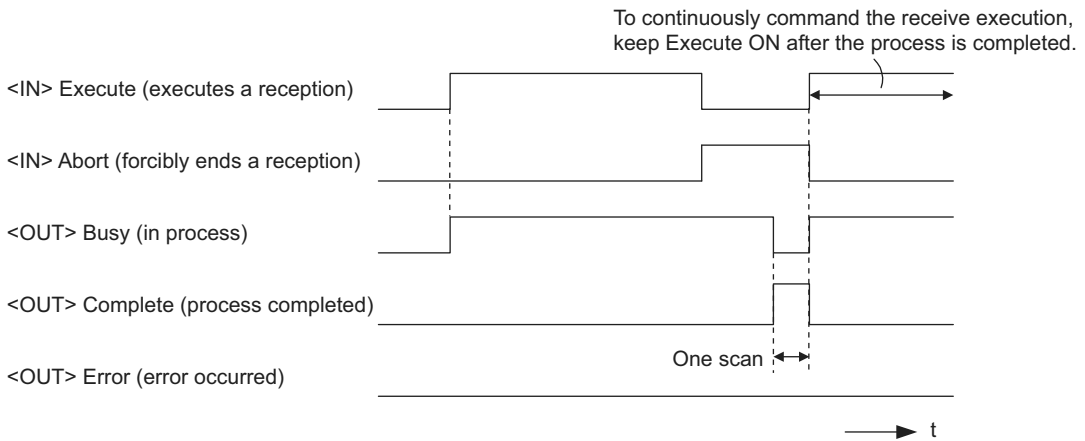 To continuously command the receive execution,
keep Execute ON after the process is completed.
<IN> Execute (executes a reception)
<IN> Abort (forcibly ends a reception)
<OUT> Busy (in process)
<OUT> Complete (process completed)
One scan
<OUT> Error (error occurred)
t